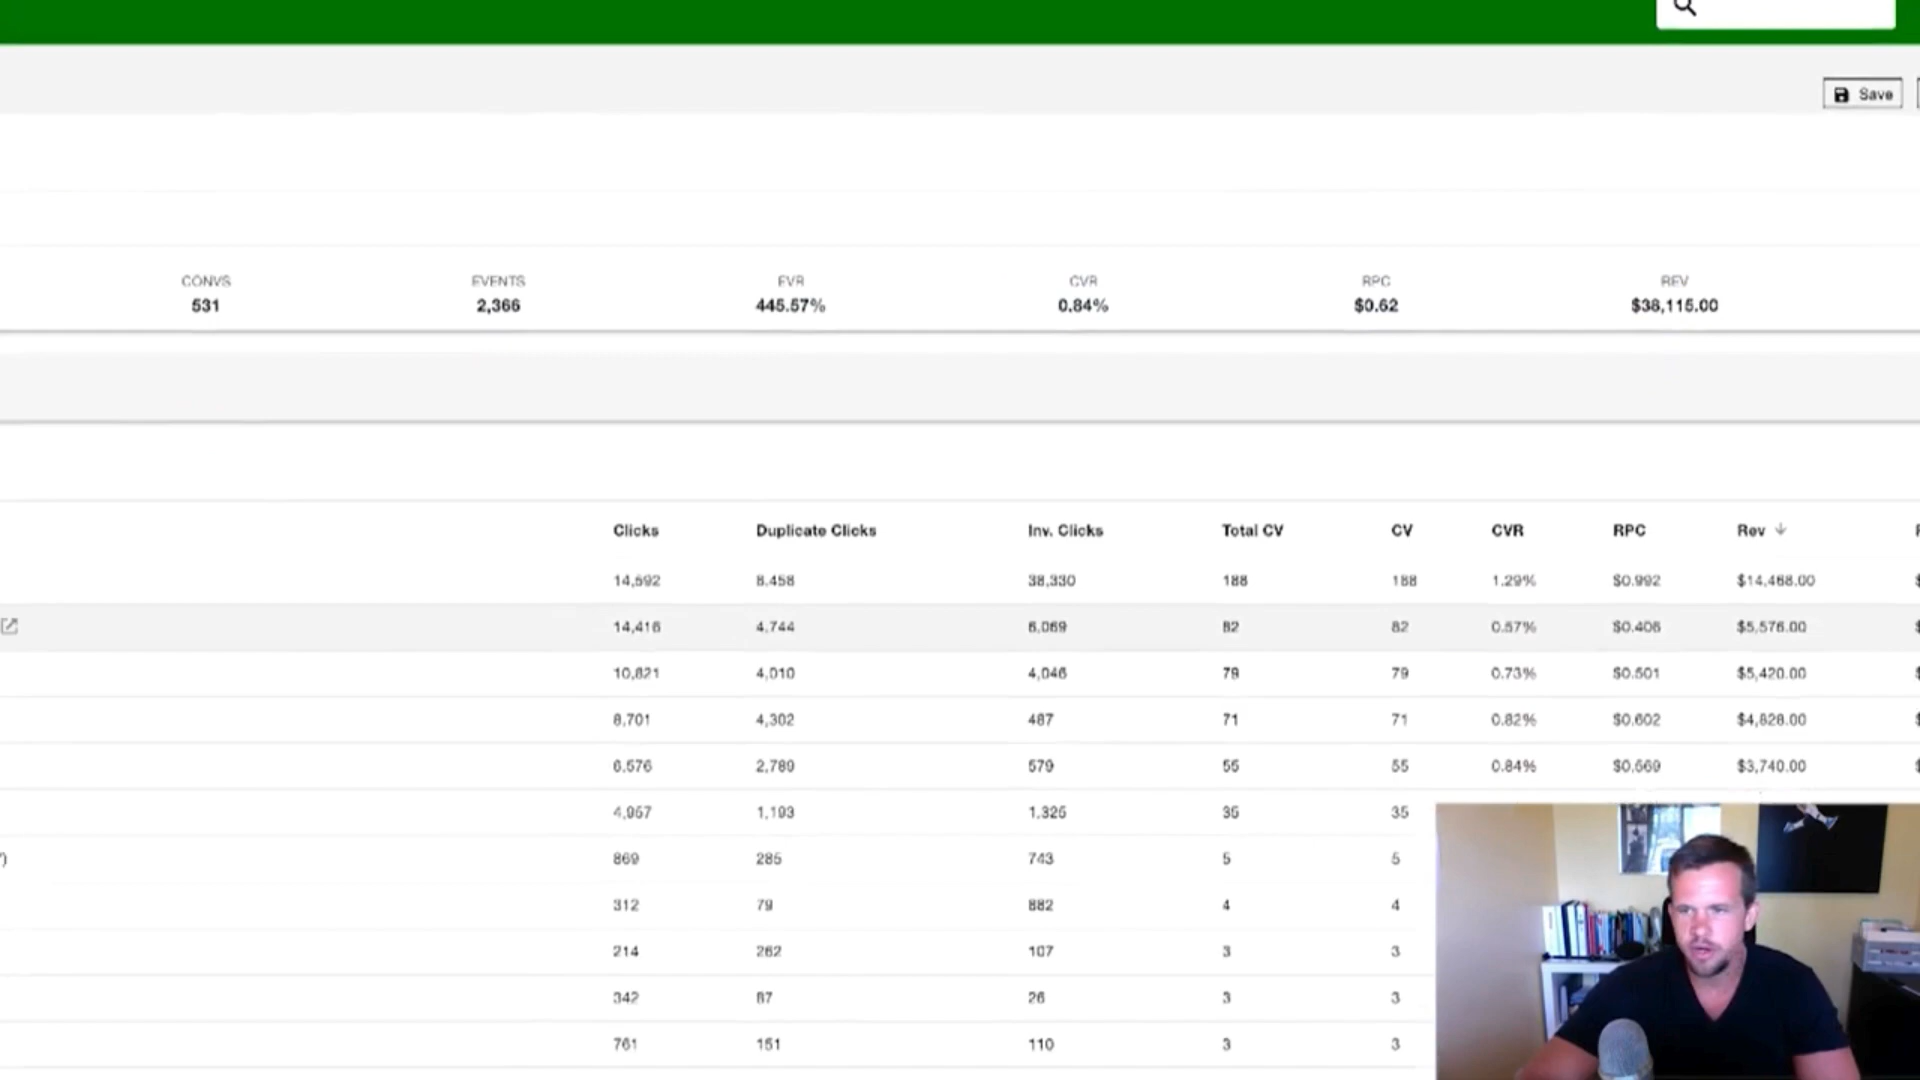 Save
CONVS EVENTS EVR CVR RPC REV
531 2,366 445.57% 0.84% $0.62 $38,115.00
Clicks Duplicate Clicks Inv. Clicks Total CV CV CVR RPC Rev
14,592 8,458 38,330 188 188 1.29% $0.992 $14,468.00 $
14,416 4,744 6,069 82 82 0.57% $5,576.00 $
10,821 4,010 4,046 79 79 0.73% $0.501 $5,420.00 $
8,701 4,302 487 71 71 0.82% $0.602 $4,828.00 $
6,576 2,789 579 55 55 0.84% $0.569 $3,740.00 $
4,957 1,193 1,325 35 35
869 285 743 5 5
312 79 882 4 4
214 262 107 3 3
342 87 26 3 3
761 151 110 3 3